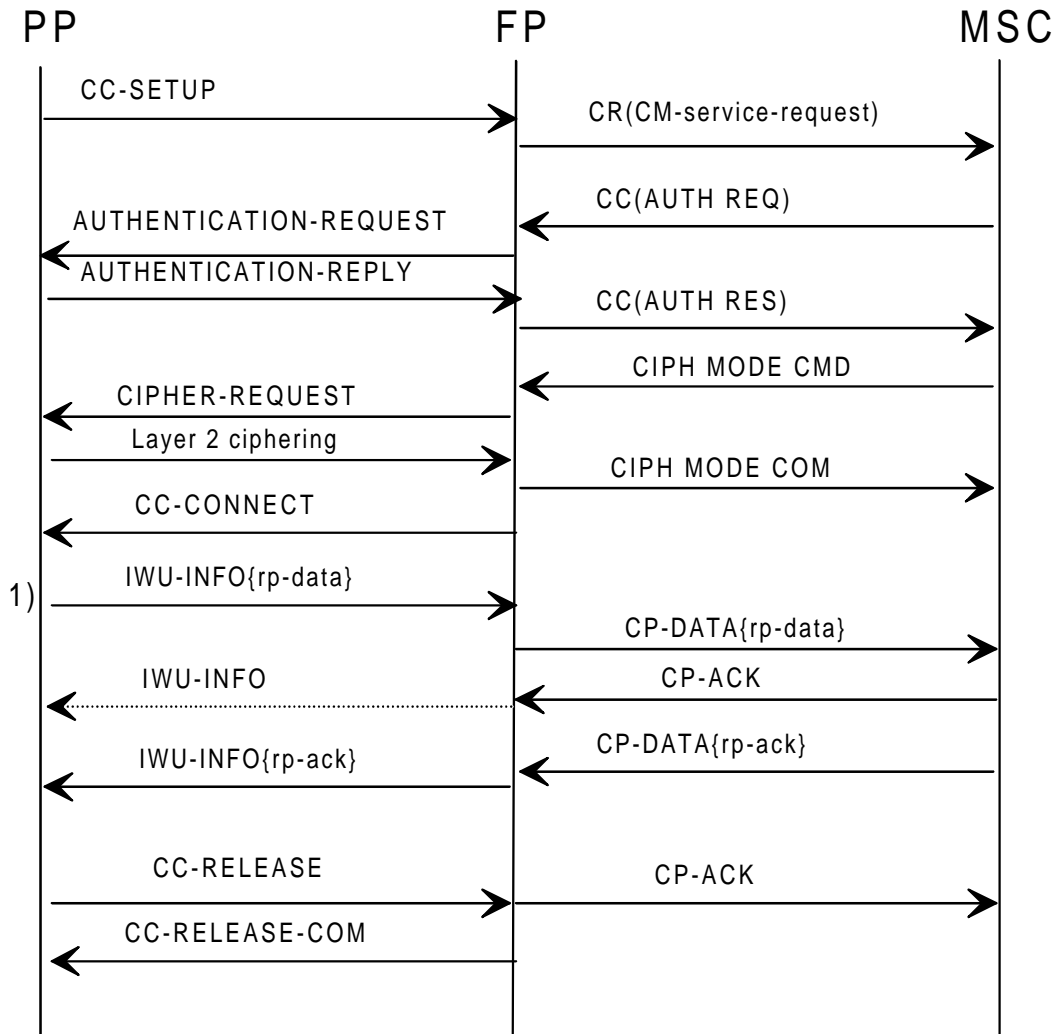 PP FP MSC
CC-SETUP
CR(CM-service-request)
CC(AUTH REQ)
AUTHENTICATION-REQUEST
AUTHENTICATION-REPLY
CC(AUTH RES)
CIPH MODE CMD
CIPHER-REQUEST
Layer 2 ciphering
CIPH MODE COM
CC-CONNECT
1) IWU-INFO{rp-data}
CP-DATA{rp-data}
IWU-INFO CP-ACK
IWU-INFO{rp-ack} CP-DATA{rp-ack}
CC-RELEASE CP-ACK
CC-RELEASE-COM